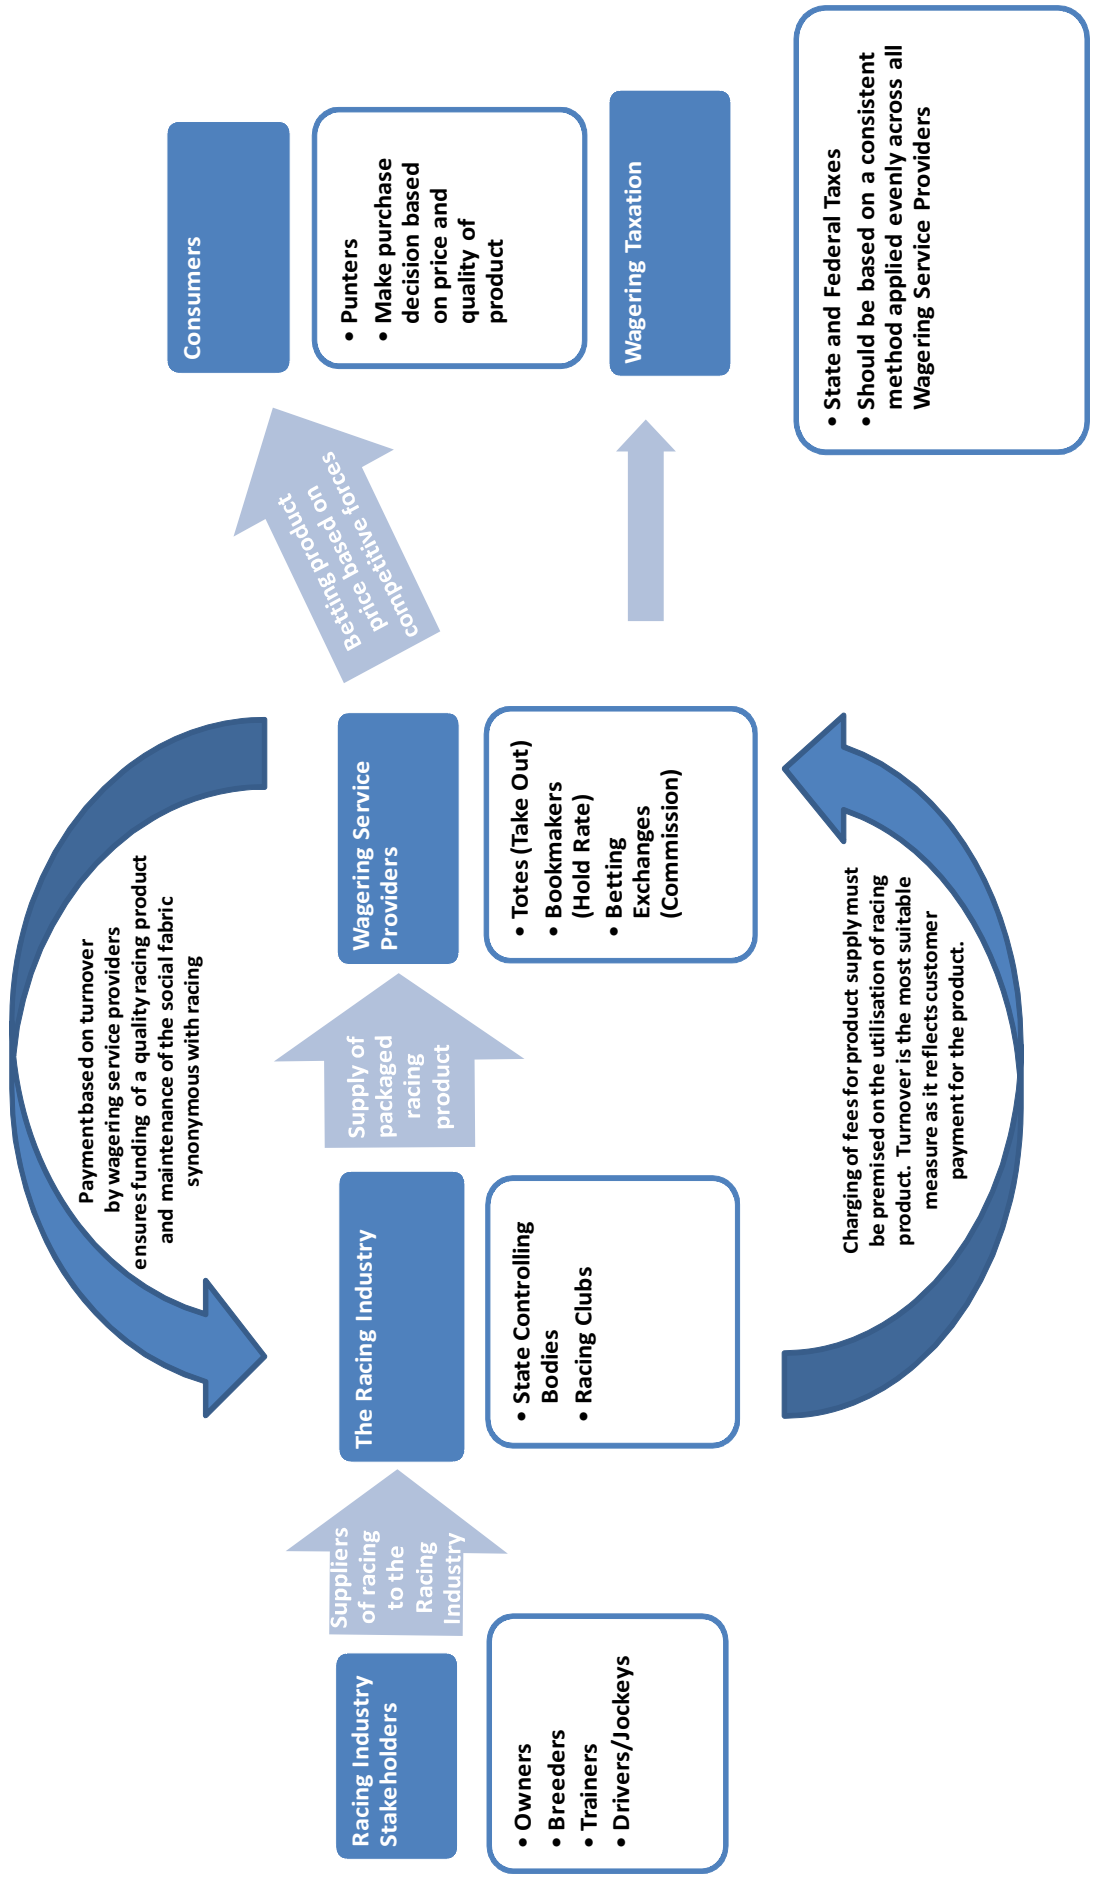 Payment based on turnover
by wagering service providers
ensures funding of a quality racing product
and maintenance of the social fabric
synonymous with racing
Racing Industry
Stakeholders
• Owners
• Breeders
• Trainers
• Drivers/Jockeys
Suppliers
of racing
to the
Racing
Industry
The Racing Industry
• State Controlling
Bodies
• Racing Clubs
Supply of
packaged
racing
product
Wagering Service
Providers
• Totes (Take Out)
• Bookmakers
(Hold Rate)
• Betting
Exchanges
(Commission)
Betting product
price based on
competitive forces
Consumers
• Punters
• Make purchase
decision based
on price and
quality of
product
Wagering Taxation
• State and Federal Taxes
• Should be based on a consistent
method applied evenly across all
Wagering Service Providers
Charging of fees for product supply must
be premised on the utilisation of racing
product. Turnover is the most suitable
measure as it reflects customer
payment for the product.